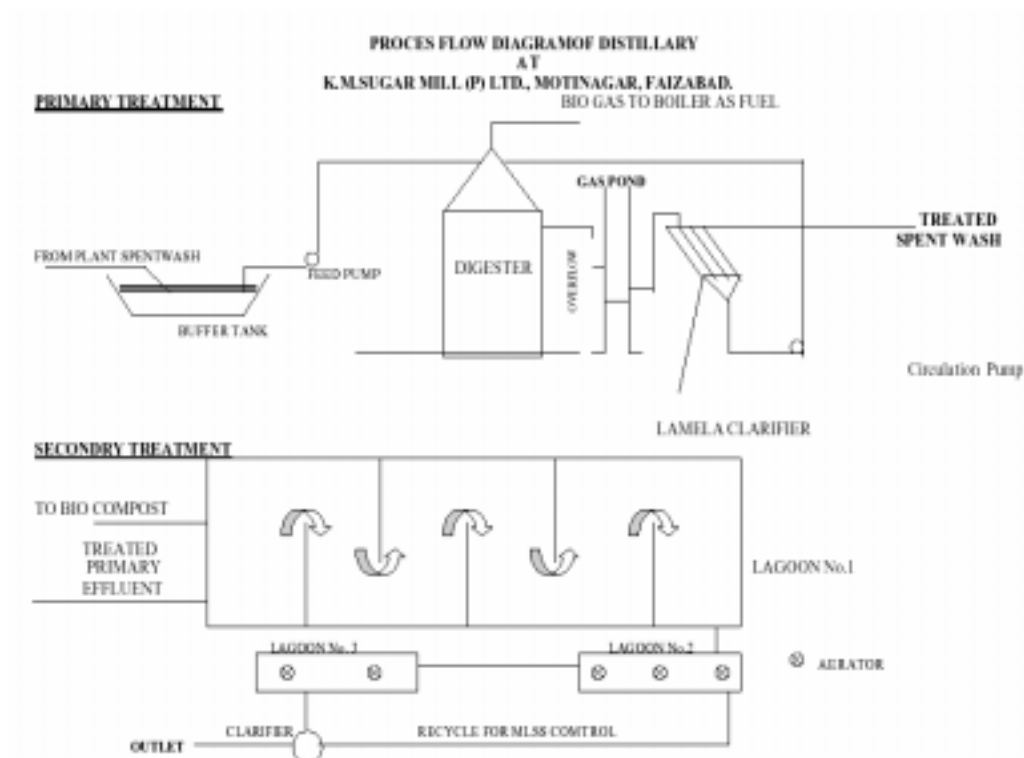 PROCES FLOW DIAGRAMOF DISTILLARY
AT
K.M.SUGAR MILL (P) LTD., MOTINAGAR, FAIZABAD.
PRIMARY TREATMENT
BIO GAS TO BOILER AS FUEL
GAS POND
TREATED
SPENT WASH
FROM PLANT SPENTWASH
FEED PUMP
DIGESTER
OVERFLOW
BUFFER TANK
Circulation Pump
LAMELA CLARIFIER
SECONDRY TREATMENT
TO BIO COMPOST
TREATED
PRIMARY
EFFLUENT
LAGOON No.1
LAGOON No. 3
LAGOON No.2
AERATOR
CLARIFIER
RECYCLE FOR MLSS COMTROL
OUTLET